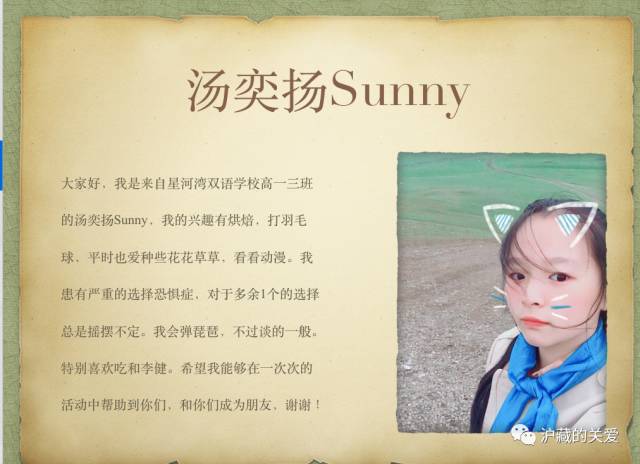 汤奕扬Sunny
大家好，我是来自星河湾双语学校高一三班
的汤奕扬Sunny，我的兴趣有烘焙，打羽毛
球，平时也爱种些花花草草，看看动漫。我
患有严重的选择恐惧症，对于多余1个的选择
总是摇摆不定。我会弹琵琶，不过谈的一般。
特别喜欢吃和李健。希望我能够在一次次的
活动中帮助到你们，和你们成为朋友，谢谢！
沪藏的关爱